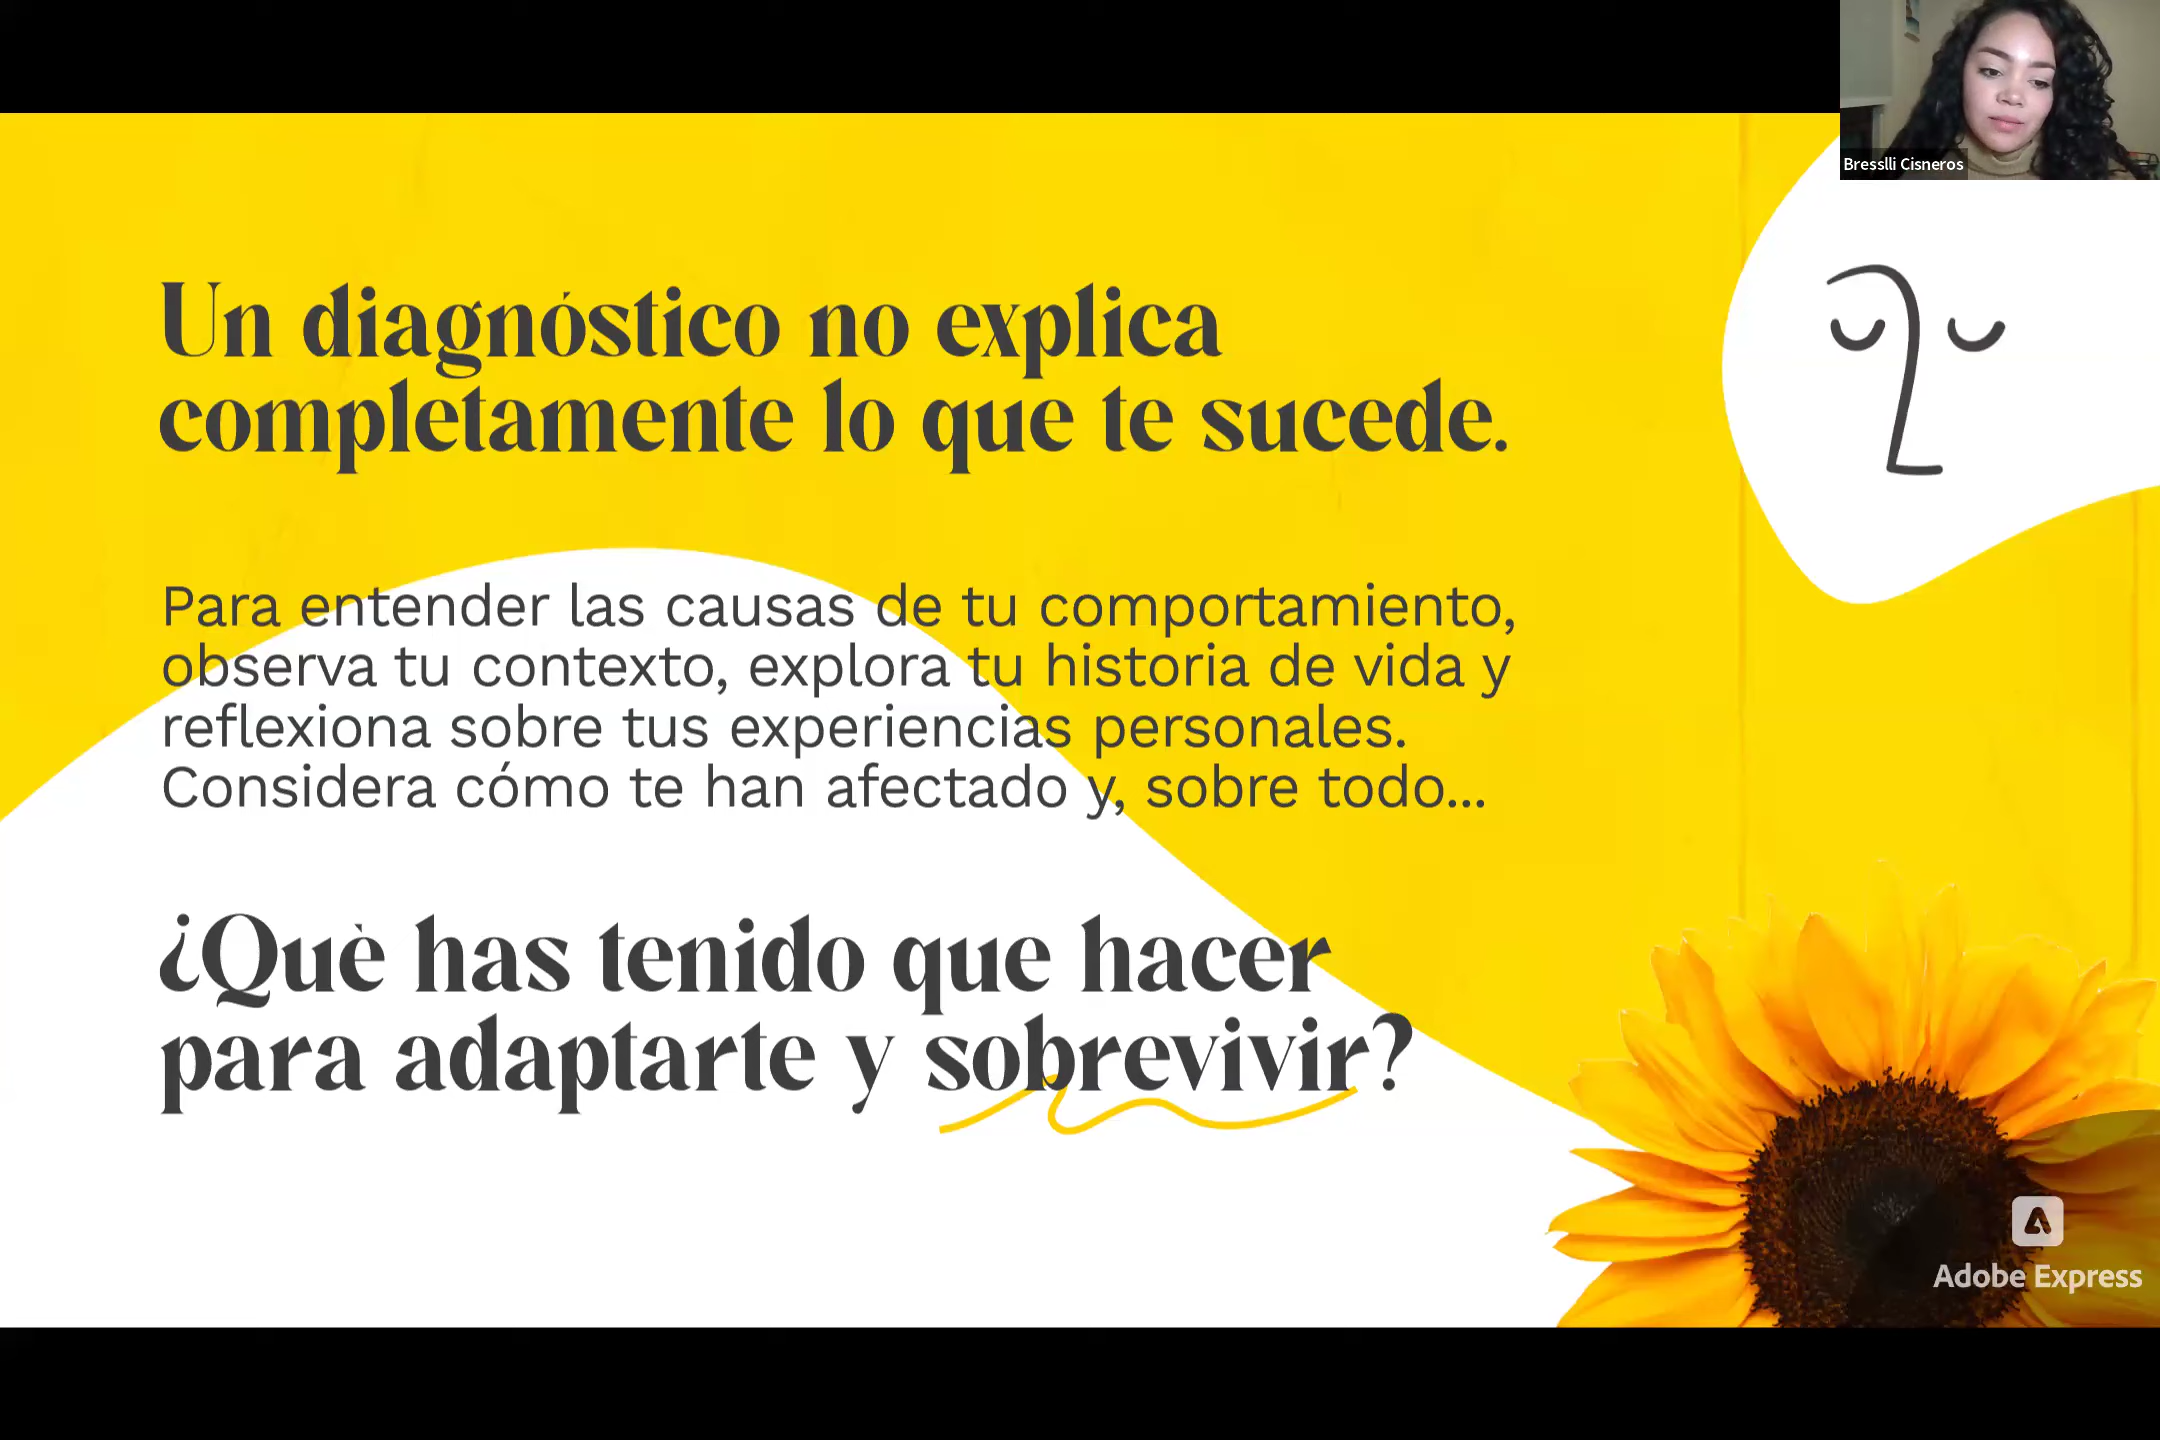 Bresslli Cisneros
Un diagnóstico no explica
completamente lo que te sucede.
Para entender las causas de tu comportamiento,
observa tu contexto, explora tu historia de vida y
reflexiona sobre tus experiencias personales.
Considera cómo te han afectado y, sobre todo...
¿Què has tenido que hacer
para adaptarte y sobrevivir?
Adobe Express